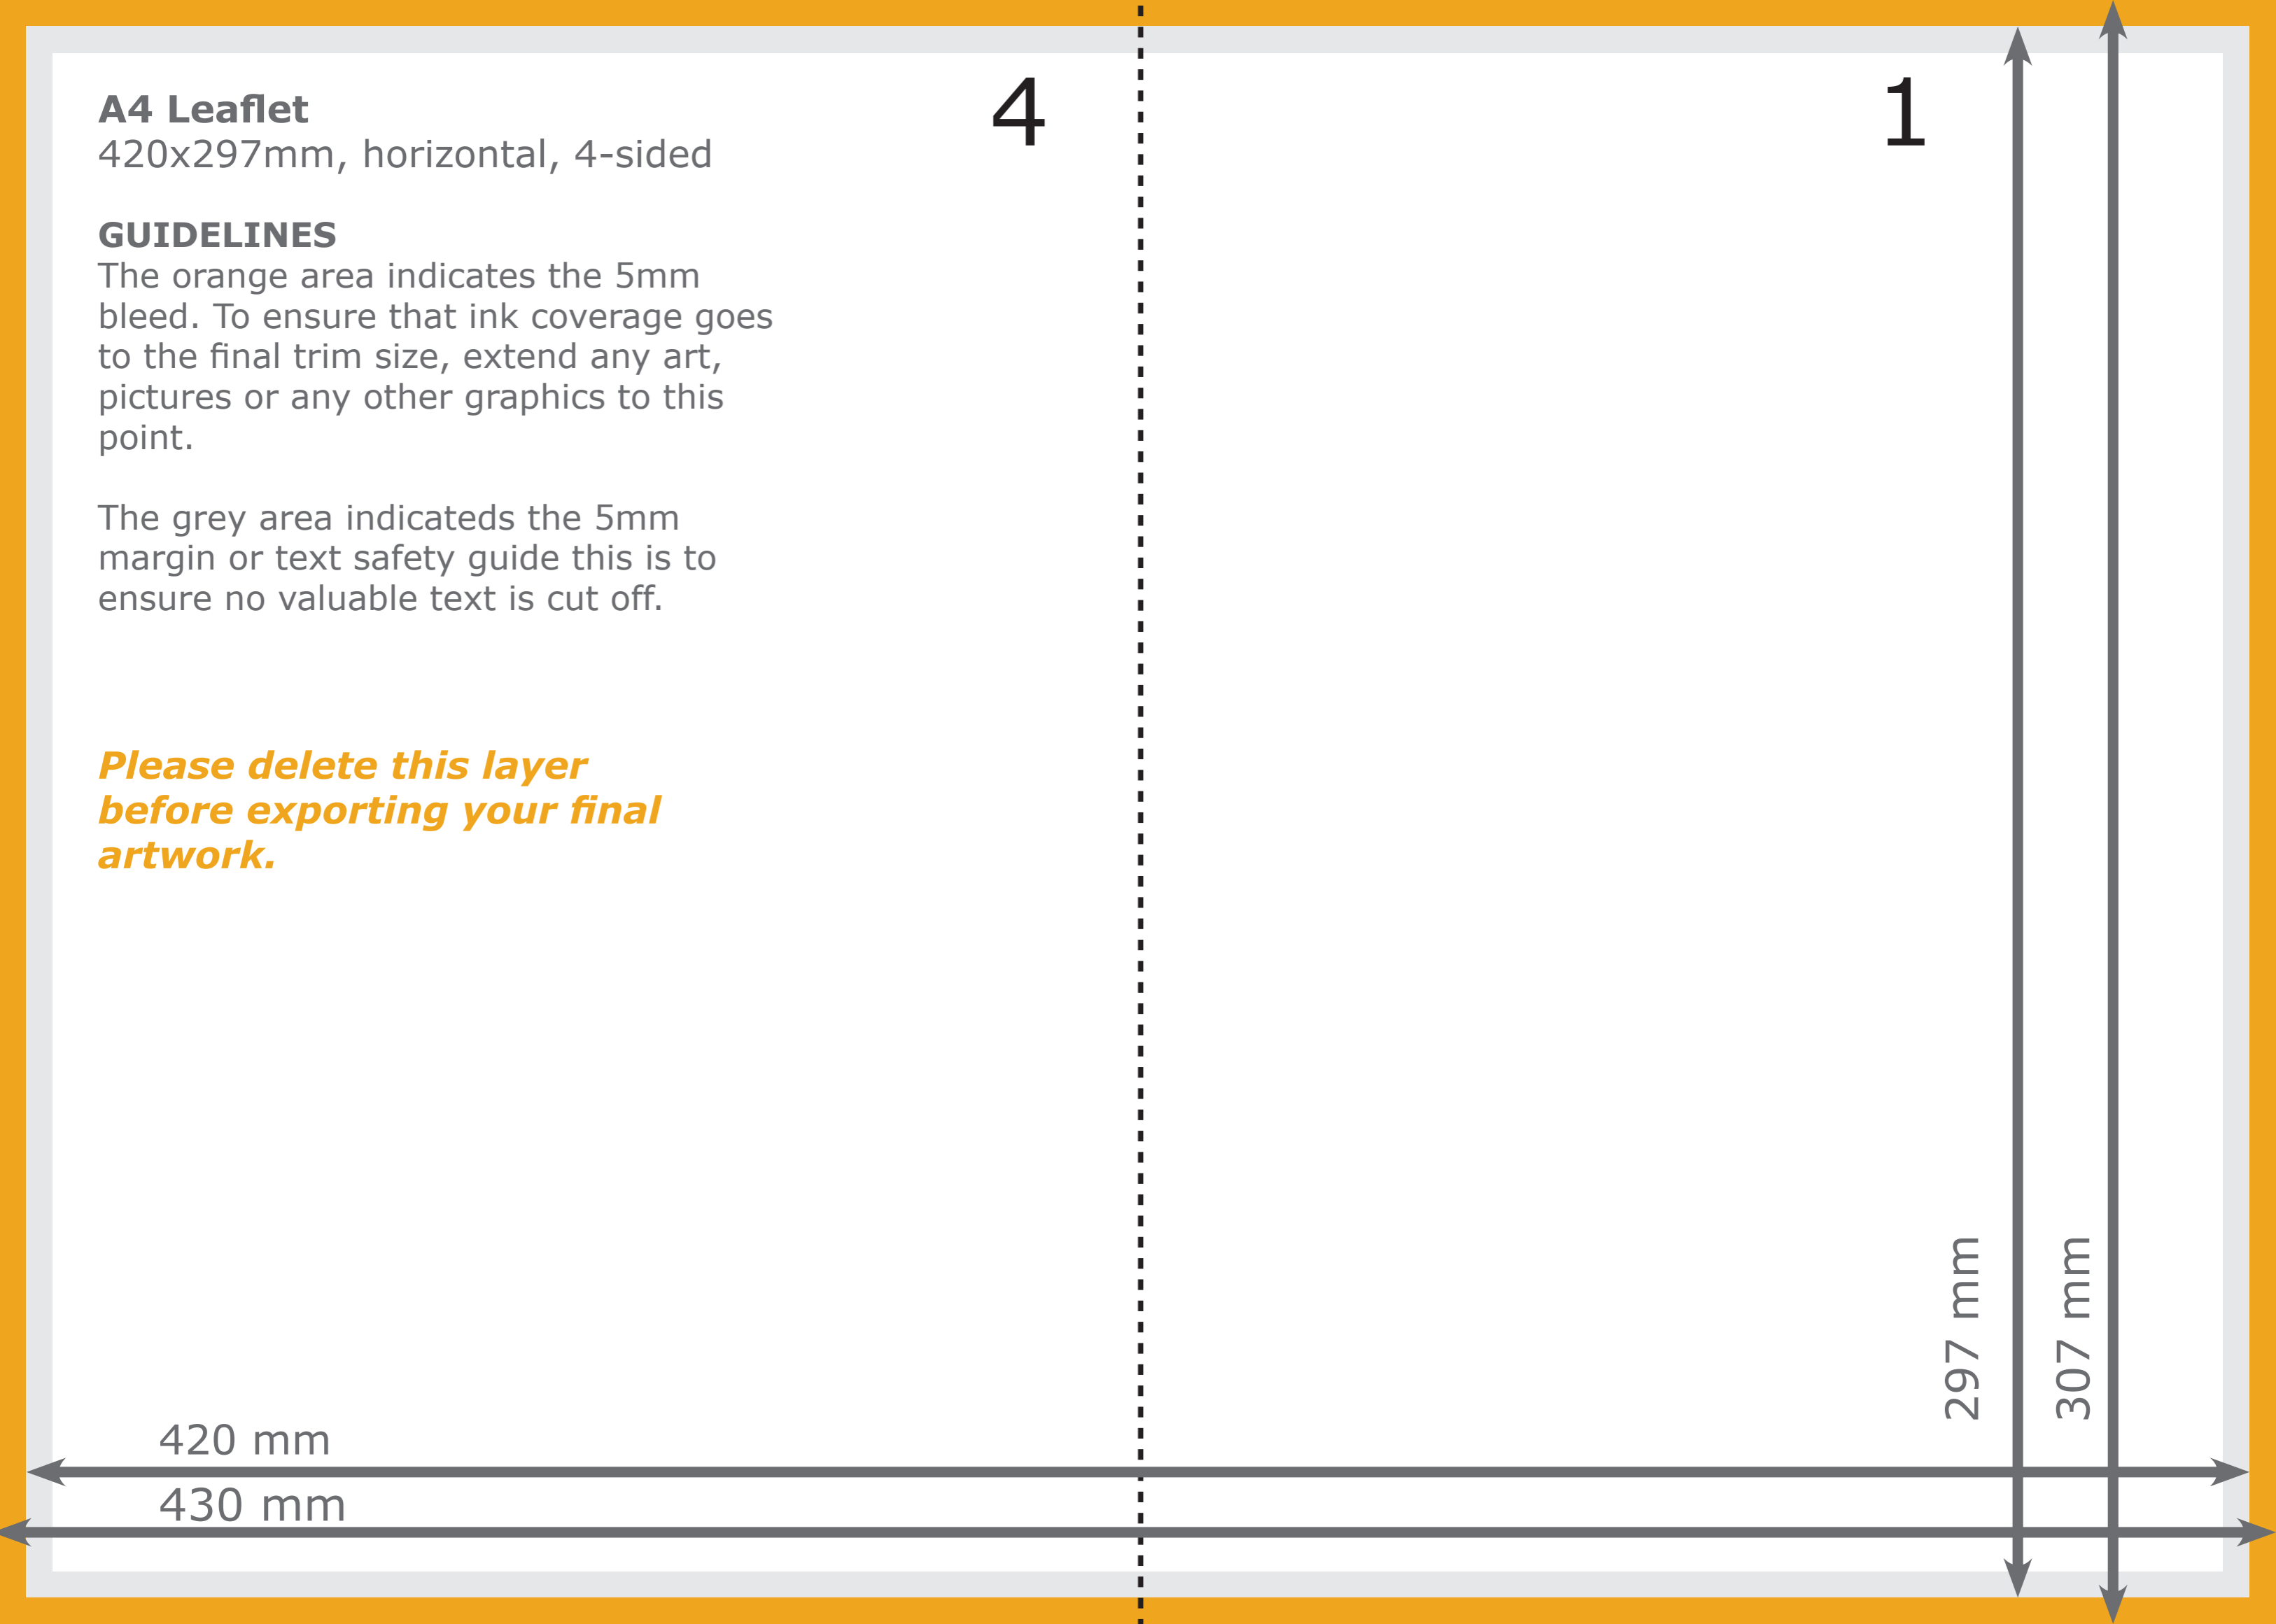 A4 Leaflet
420x297mm, horizontal, 4-sided
4
1
GUIDELINES
The orange area indicates the 5mm
bleed. To ensure that ink coverage goes
to the final trim size, extend any art,
pictures or any other graphics to this
point.
The grey area indicateds the 5mm
margin or text safety guide this is to
ensure no valuable text is cut off.
Please delete this layer
before exporting your final
artwork.
297 mm
307 mm
420 mm
430 mm